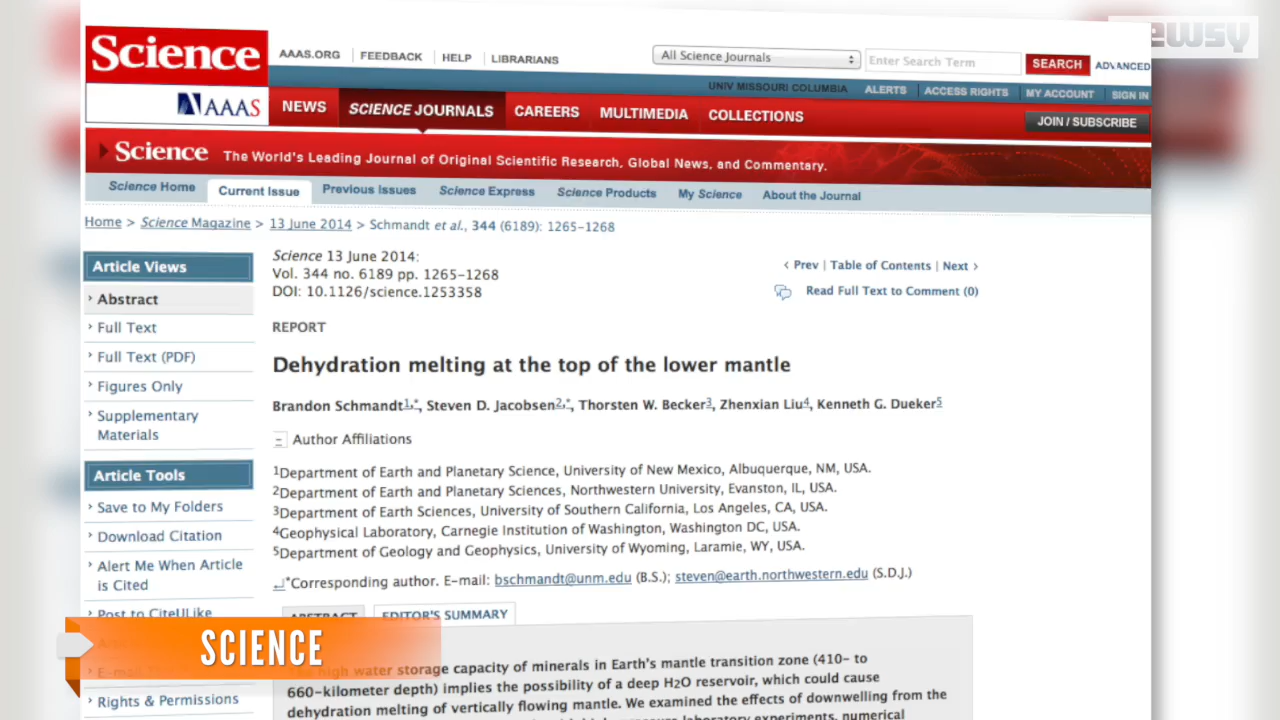 newsy
Science
AAAS.ORG FEEDBACK HELP LIBRARIANS
All Science Journals Enter Search Term SEARCH ADVANCED
UNIV MISSOURI COLUMBIA ALERTS ACCESS RIGHTS MY ACCOUNT SIGN IN
AAAS NEWS SCIENCE JOURNALS CAREERS MULTIMEDIA COLLECTIONS JOIN / SUBSCRIBE
Science The World's Leading Journal of Original Scientific Research, Global News, and Commentary.
Science Home Current Issue Previous Issues Science Express Science Products My Science About the Journal
Home > Science Magazine > 13 June 2014 > Schmandt et al., 344 (6189): 1265-1268
Article Views
› Abstract
› Full Text
› Full Text (PDF)
› Figures Only
› Supplementary
Materials
Article Tools
› Save to My Folders
› Download Citation
› Alert Me When Article
is Cited
› Post to CiteULike
› Rights & Permissions
Science 13 June 2014:
Vol. 344 no. 6189 pp. 1265-1268
DOI: 10.1126/science.1253358
‹ Prev | Table of Contents | Next ›
Read Full Text to Comment (0)
REPORT
Dehydration melting at the top of the lower mantle
Brandon Schmandt1,*, Steven D. Jacobsen2,*, Thorsten W. Becker3, Zhenxian Liu4, Kenneth G. Dueker5
Author Affiliations
1Department of Earth and Planetary Science, University of New Mexico, Albuquerque, NM, USA.
2Department of Earth and Planetary Sciences, Northwestern University, Evanston, IL, USA.
3Department of Earth Sciences, University of Southern California, Los Angeles, CA, USA.
4Geophysical Laboratory, Carnegie Institution of Washington, Washington DC, USA.
5Department of Geology and Geophysics, University of Wyoming, Laramie, WY, USA.
*Corresponding author. E-mail: bschmandt@unm.edu (B.S.); steven@earth.northwestern.edu (S.D.J.)
ABSTRACT EDITOR'S SUMMARY
high water storage capacity of minerals in Earth's mantle transition zone (410- to
660-kilometer depth) implies the possibility of a deep H2O reservoir, which could cause
dehydration melting of vertically flowing mantle. We examined the effects of downwelling from the
laboratory experiments, numerical
SCIENCE